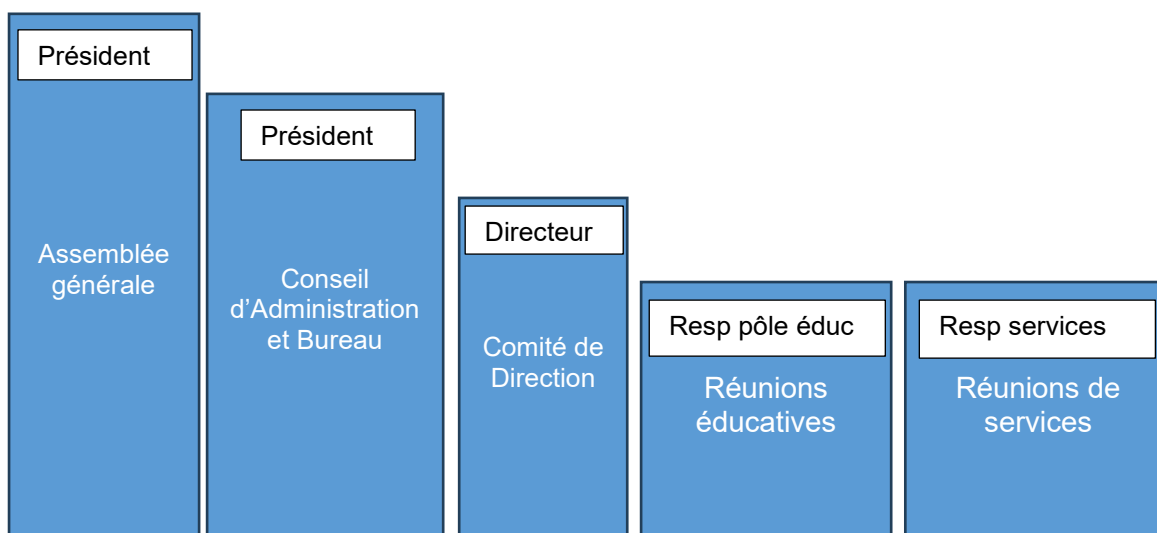 Président
Assemblée
générale
Président
Conseil
d’Administration
et Bureau
Directeur
Comité de
Direction
Resp pôle éduc
Réunions
éducatives
Resp services
Réunions de
services